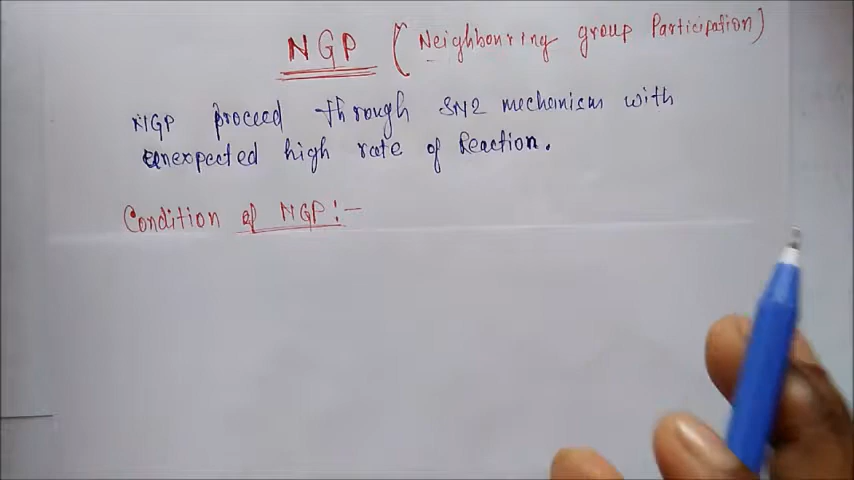 NGP (Neighbouring group Participation)
NGP proceed through SN2 mechanism with
unexpected high rate of Reaction.
Condition of NGP:-